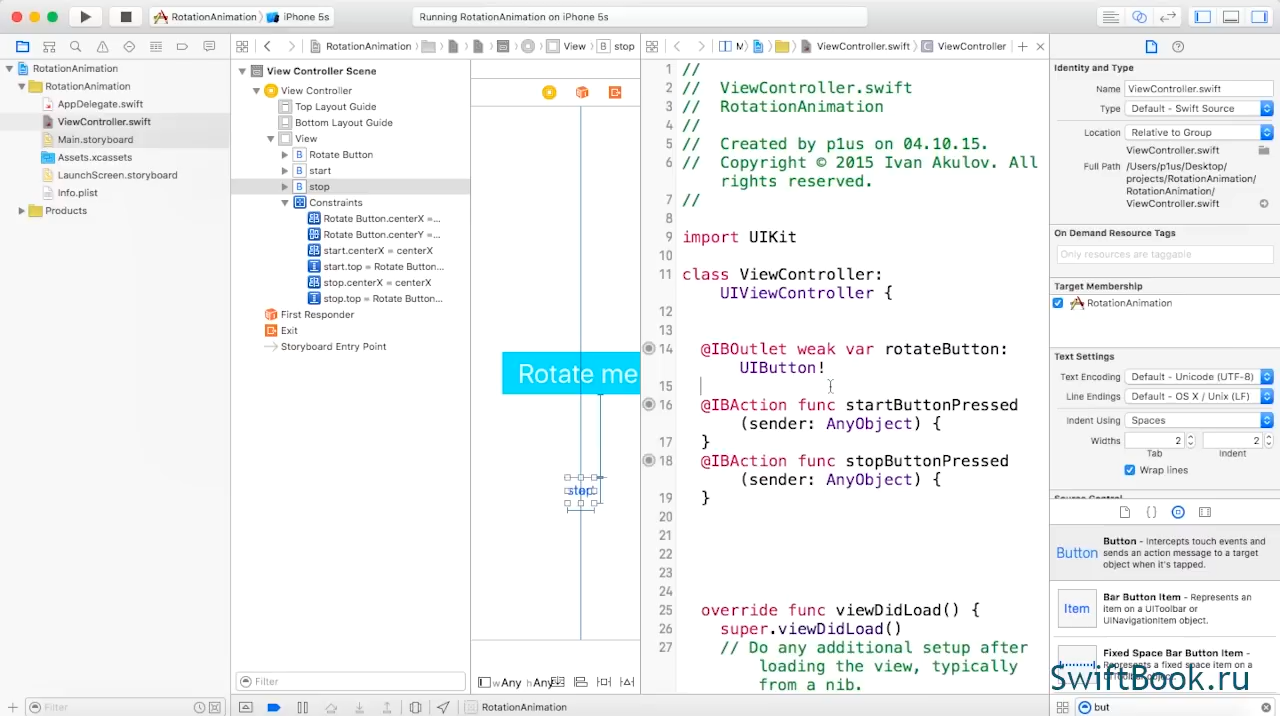 RotationAnimation
iPhone 5s
Running RotationAnimation on iPhone 5s
RotationAnimation
View
B
stop
M
ViewController.swift
C
ViewController
RotationAnimation
RotationAnimation
AppDelegate.swift
ViewController.swift
Main.storyboard
Assets.xcassets
LaunchScreen.storyboard
Info.plist
Products
Filter
View Controller Scene
View Controller
Top Layout Guide
Bottom Layout Guide
View
B Rotate Button
B start
B stop
Constraints
Rotate Button.centerX =...
Rotate Button.centerY =...
start.centerX = centerX
start.top = Rotate Button...
stop.centerX = centerX
stop.top = Rotate Button...
First Responder
Exit
Storyboard Entry Point
Filter
Rotate me
stop
wAny hAny
RotationAnimation
1 //
2 // ViewController.swift
3 // RotationAnimation
4 //
5 // Created by p1us on 04.10.15.
6 // Copyright © 2015 Ivan Akulov. All
rights reserved.
7 //
8
9 import UIKit
10
11 class ViewController:
UIViewController {
12
13
14 @IBOutlet weak var rotateButton:
UIButton!
15
16 @IBAction func startButtonPressed
(sender: AnyObject) {
17 }
18 @IBAction func stopButtonPressed
(sender: AnyObject) {
19 }
20
21
22
23
24
25 override func viewDidLoad() {
26 super.viewDidLoad()
27 // Do any additional setup after
loading the view, typically
from a nib.
Identity and Type
Name ViewController.swift
Type Default - Swift Source
Location Relative to Group
ViewController.swift
Full Path /Users/p1us/Desktop/
projects/RotationAnimation/
RotationAnimation/
ViewController.swift
On Demand Resource Tags
Only resources are taggable
Target Membership
RotationAnimation
Text Settings
Text Encoding Default - Unicode (UTF-8)
Line Endings Default - OS X / Unix (LF)
Indent Using Spaces
Widths 2 2
Tab Indent
Wrap lines
Source Control
{ }
Button
Button - Intercepts touch events and
sends an action message to a target
object when it's tapped.
Item
Bar Button Item - Represents an
item on a UIToolbar or
UINavigationItem object.
Fixed Space Bar Button Item -
Represents a fixed space item on a
UIToolbar object.
SwiftBook.ru
but